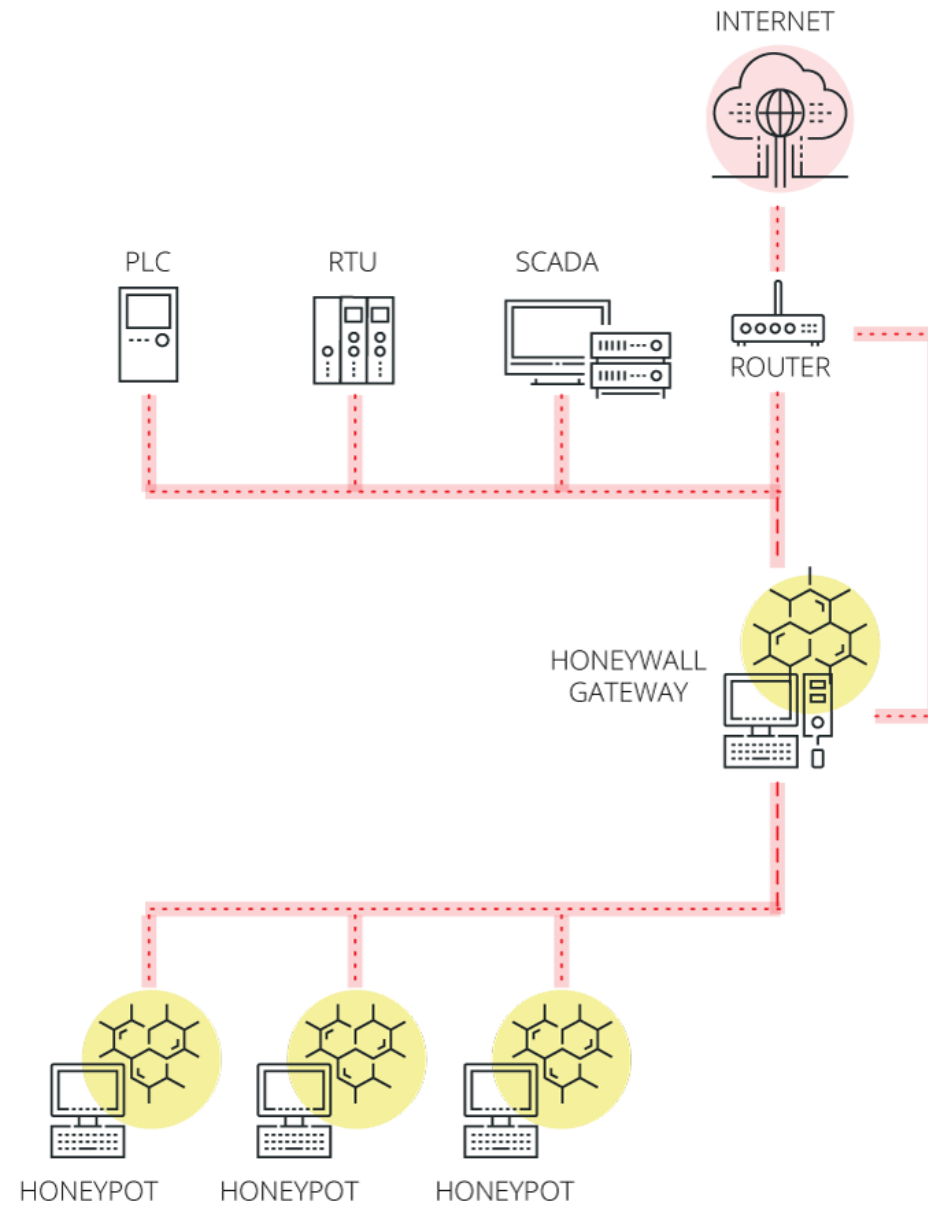 INTERNET
PLC
RTU
SCADA
ROUTER
HONEYWALL
GATEWAY
HONEYPOT
HONEYPOT
HONEYPOT